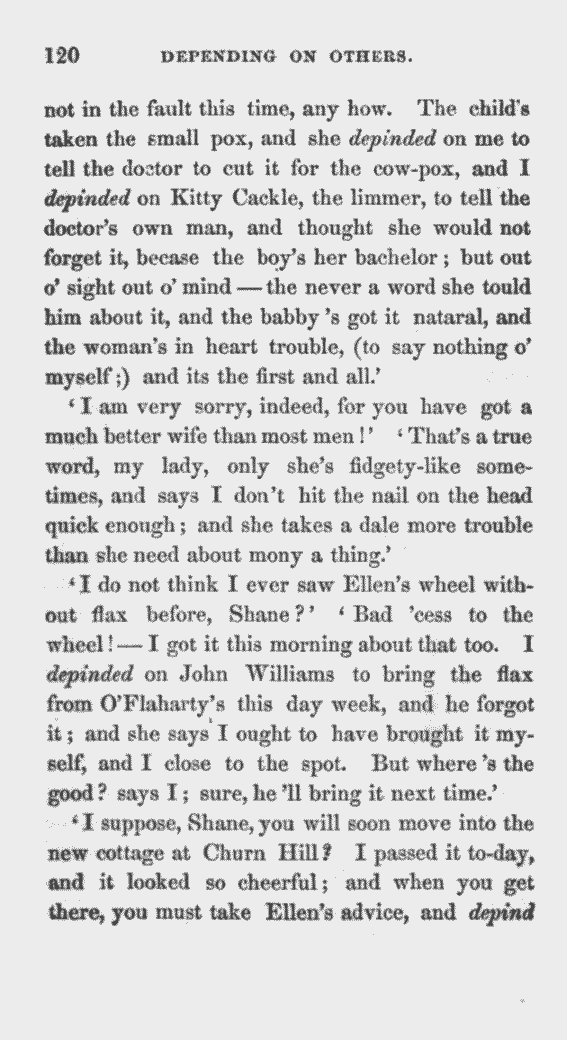 120 DEPENDING ON OTHERS.
not in the fault this time, any how. The child's
taken the small pox, and she depinded on me to
tell the doctor to cut it for the cow-pox, and I
depinded on Kitty Cackle, the limmer, to tell the
doctor's own man, and thought she would not
forget it, becase the boy's her bachelor; but out
o' sight out o' mind — the never a word she tould
him about it, and the babby 's got it nataral, and
the woman's in heart trouble, (to say nothing o'
myself;) and its the first and all.'
'I am very sorry, indeed, for you have got a
much better wife than most men!' 'That's a true
word, my lady, only she's fidgety-like some-
times, and says I don't hit the nail on the head
quick enough; and she takes a dale more trouble
than she need about mony a thing.'
'I do not think I ever saw Ellen's wheel with-
out flax before, Shane?' 'Bad 'cess to the
wheel! — I got it this morning about that too. I
depinded on John Williams to bring the flax
from O'Flaharty's this day week, and he forgot
it; and she says I ought to have brought it my-
self, and I close to the spot. But where 's the
good? says I; sure, he 'll bring it next time.'
'I suppose, Shane, you will soon move into the
new cottage at Churn Hill? I passed it to-day,
and it looked so cheerful; and when you get
there, you must take Ellen's advice, and depind